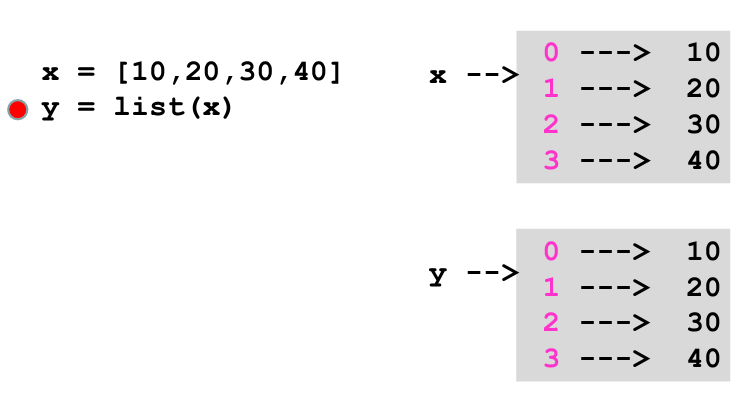 x = [10,20,30,40]
y = list(x)
x -->
0 ---> 10
1 ---> 20
2 ---> 30
3 ---> 40
y -->
0 ---> 10
1 ---> 20
2 ---> 30
3 ---> 40